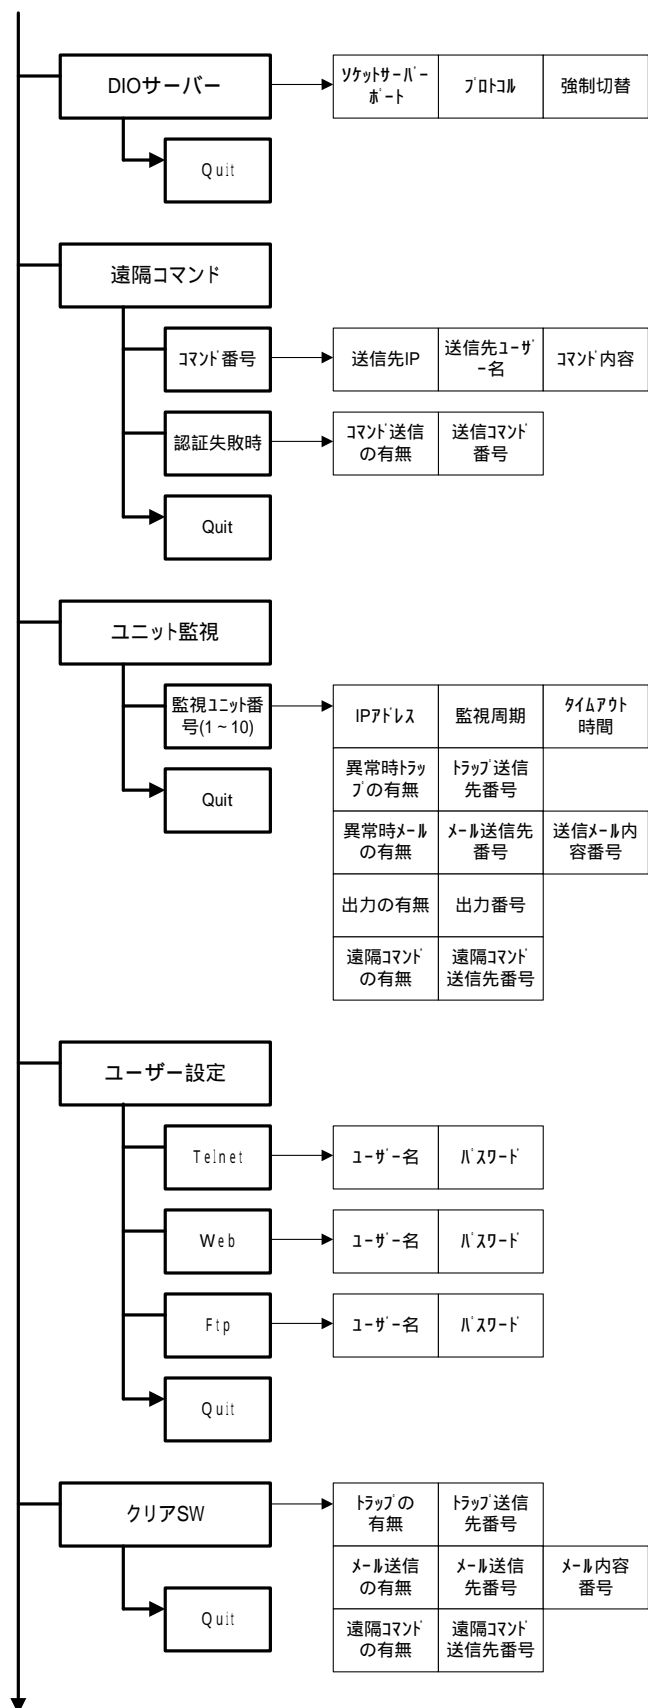 DIOサーバー
ｿｹｯﾄｻｰﾊﾞｰ
ﾎﾟｰﾄ
ﾌﾟﾛﾄｺﾙ
強制切替
Quit
遠隔コマンド
ｺﾏﾝﾄﾞ番号
送信先IP
送信先ﾕｰｻﾞ
ｰ名
ｺﾏﾝﾄﾞ内容
認証失敗時
ｺﾏﾝﾄﾞ送信
の有無
送信ｺﾏﾝﾄﾞ
番号
Quit
ユニット監視
監視ﾕﾆｯﾄ番
号(1～10)
IPｱﾄﾞﾚｽ
監視周期
ﾀｲﾑｱｳﾄ
時間
Quit
異常時ﾄﾗｯ
ﾌﾟの有無
ﾄﾗｯﾌﾟ送信
先番号
異常時ﾒｰﾙ
の有無
ﾒｰﾙ送信先
番号
送信ﾒｰﾙ内
容番号
出力の有無
出力番号
遠隔ｺﾏﾝﾄﾞ
の有無
遠隔ｺﾏﾝﾄﾞ
送信先番号
ユーザー設定
Telnet
ﾕｰｻﾞｰ名
ﾊﾟｽﾜｰﾄﾞ
Web
ﾕｰｻﾞｰ名
ﾊﾟｽﾜｰﾄﾞ
Ftp
ﾕｰｻﾞｰ名
ﾊﾟｽﾜｰﾄﾞ
Quit
クリアSW
ﾄﾗｯﾌﾟの
有無
ﾄﾗｯﾌﾟ送信
先番号
ﾒｰﾙ送信
の有無
ﾒｰﾙ送信
先番号
ﾒｰﾙ内容
番号
Quit
遠隔ｺﾏﾝﾄﾞ
の有無
遠隔ｺﾏﾝﾄﾞ
送信先番号